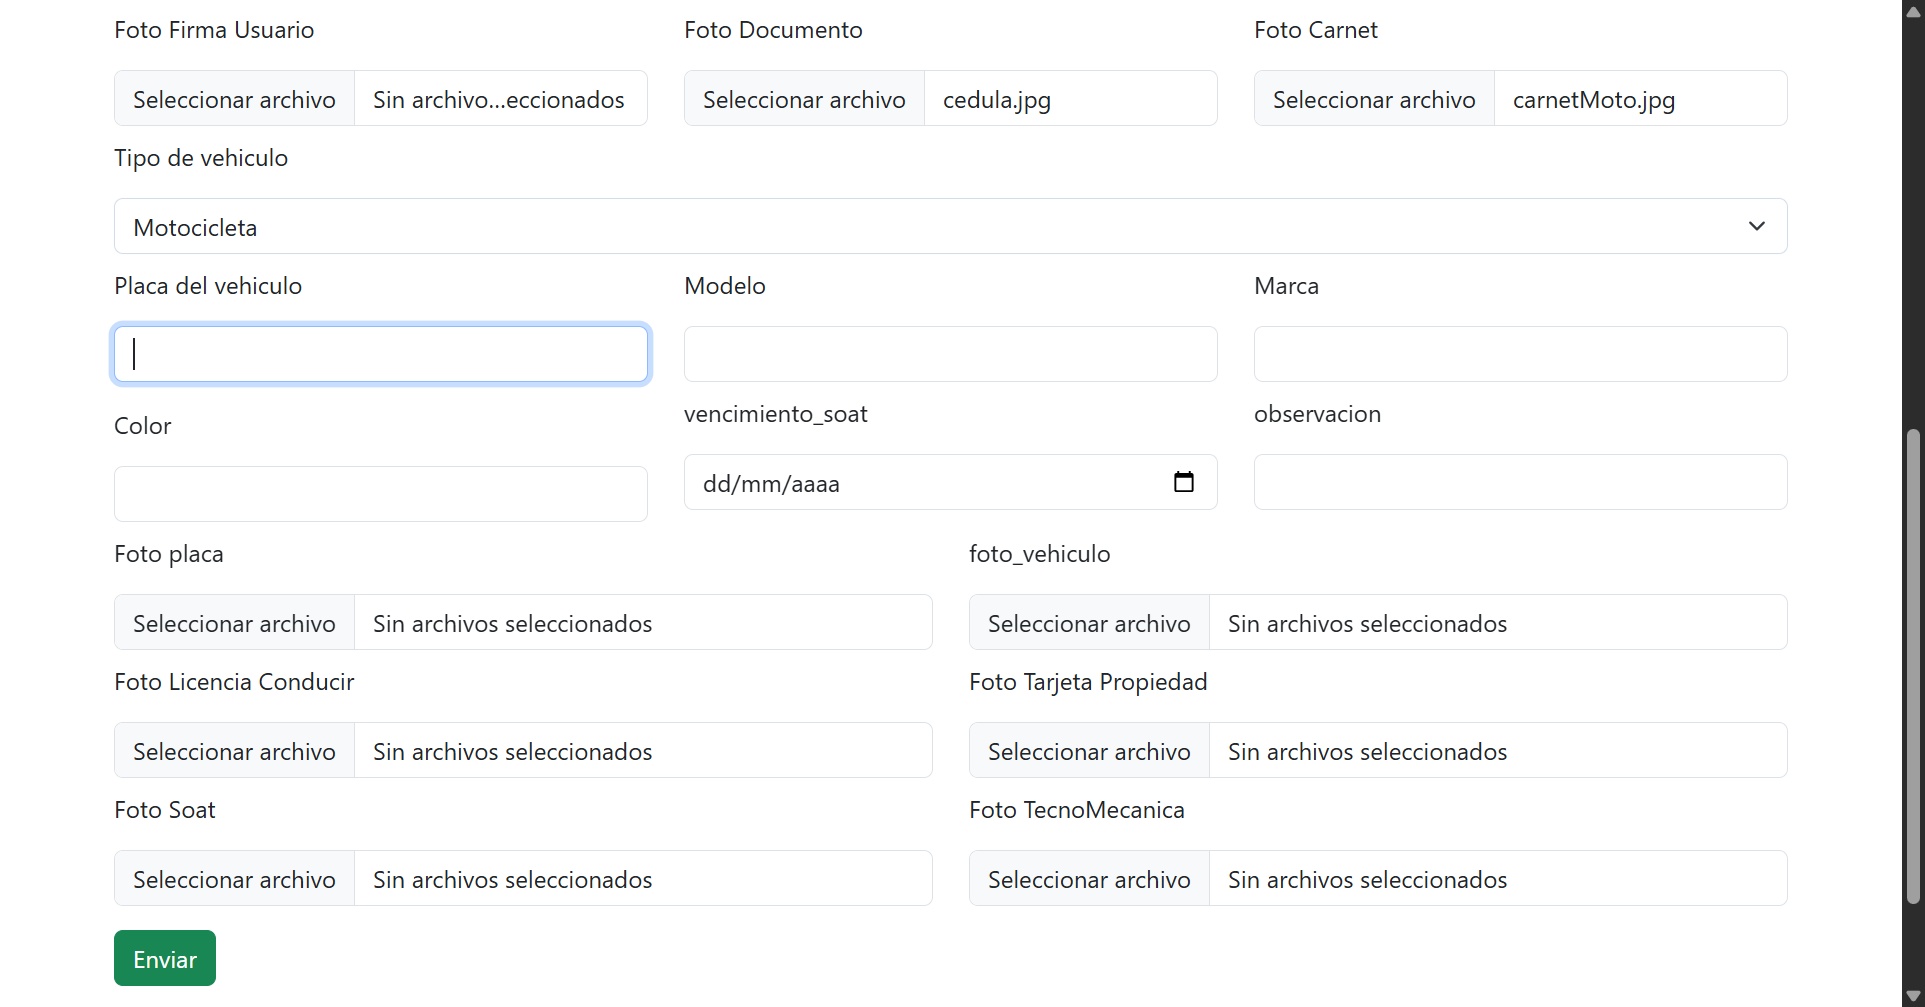 Foto Firma Usuario Foto Documento Foto Carnet
Seleccionar archivo Sin archivo...eccionados Seleccionar archivo cedula.jpg Seleccionar archivo carnetMoto.jpg
Tipo de vehiculo
Motocicleta
Placa del vehiculo Modelo Marca
Color vencimiento_soat observacion
dd/mm/aaaa
Foto placa foto_vehiculo
Seleccionar archivo Sin archivos seleccionados Seleccionar archivo Sin archivos seleccionados
Foto Licencia Conducir Foto Tarjeta Propiedad
Seleccionar archivo Sin archivos seleccionados Seleccionar archivo Sin archivos seleccionados
Foto Soat Foto TecnoMecanica
Seleccionar archivo Sin archivos seleccionados Seleccionar archivo Sin archivos seleccionados
Enviar